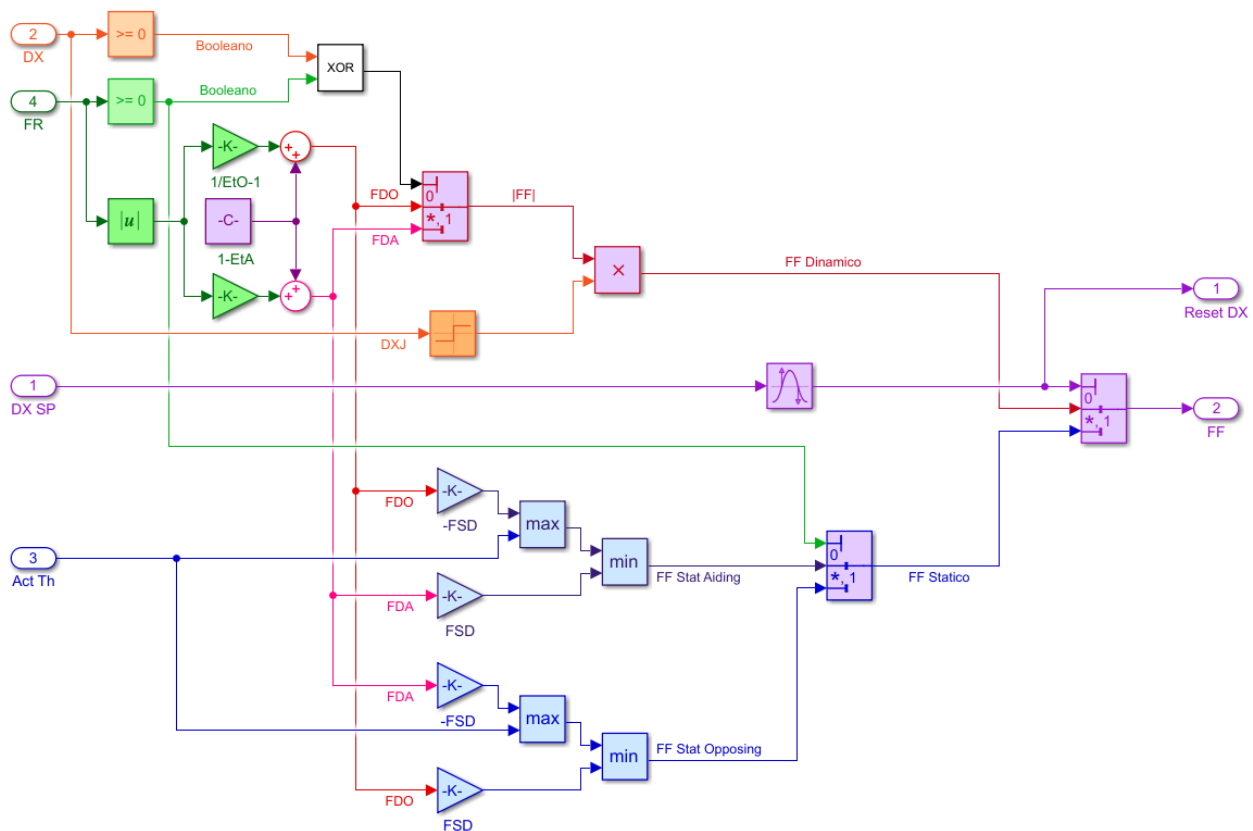 2
DX
>= 0
Booleano
XOR
4
FR
>= 0
Booleano
-K-
+
+
1/EtO-1
|u|
-C-
1-EtA
-K-
+
+
FDO
FDA
0
*, 1
|FF|
×
FF Dinamico
DXJ
1
Reset DX
1
DX SP
0
*, 1
2
FF
FDO
-K-
-FSD
max
min
FF Stat Aiding
3
Act Th
FDA
-K-
FSD
0
*, 1
FF Statico
FDA
-K-
-FSD
max
min
FF Stat Opposing
FDO
-K-
FSD